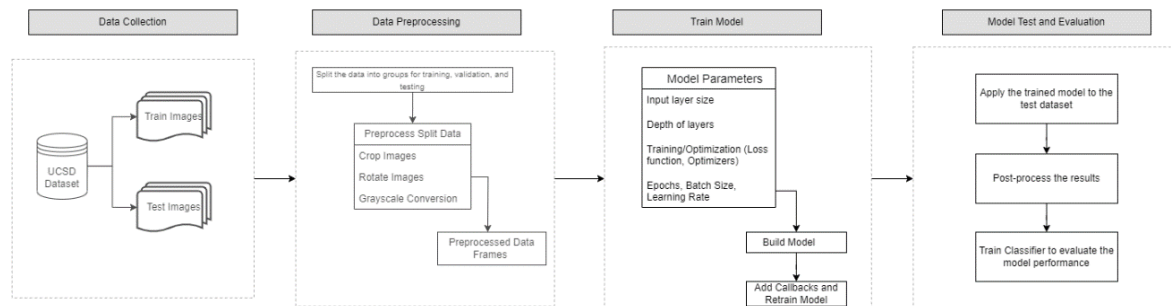 Data Collection
Data Preprocessing
Train Model
Model Test and Evaluation
UCSD
Dataset
Train Images
Test Images
Split the data into groups for training, validation, and
testing
Preprocess Split Data
Crop Images
Rotate Images
Grayscale Conversion
Preprocessed Data
Frames
Model Parameters
Input layer size
Depth of layers
Training/Optimization (Loss
function, Optimizers)
Epochs, Batch Size,
Learning Rate
Build Model
Add Callbacks and
Retrain Model
Apply the trained model to the
test dataset
Post-process the results
Train Classifier to evaluate the
model performance